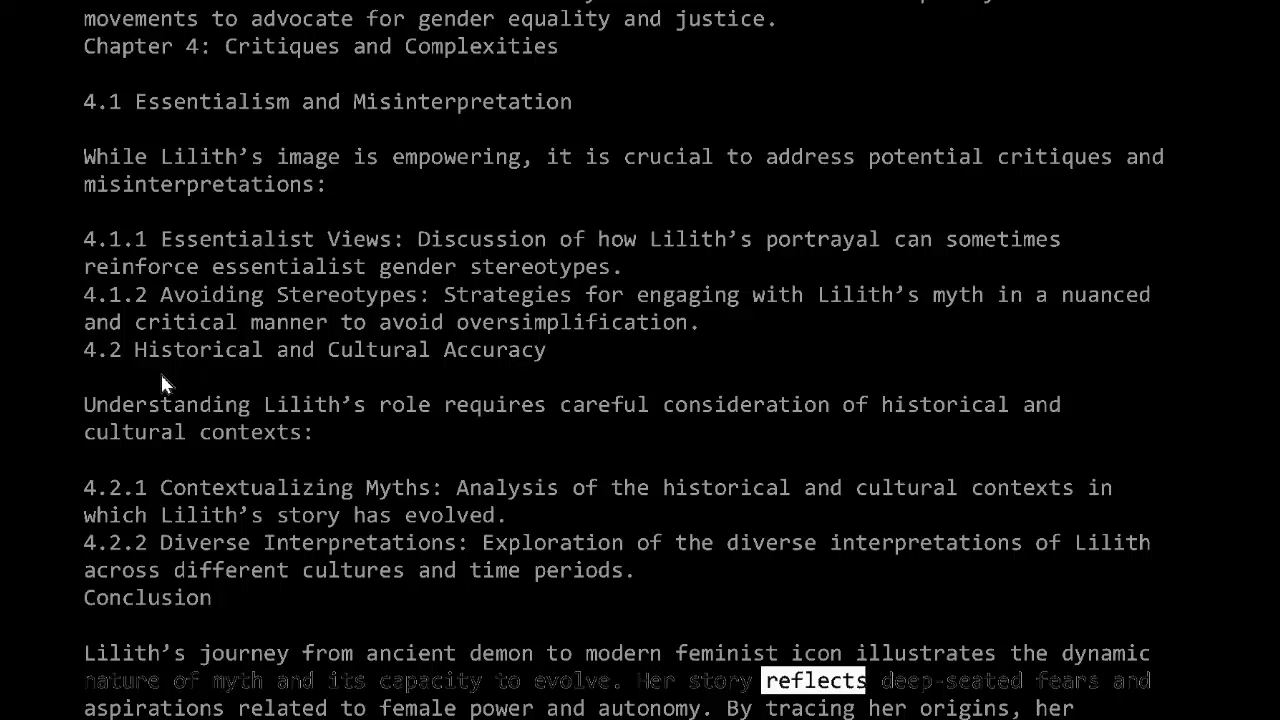 movements to advocate for gender equality and justice.
Chapter 4: Critiques and Complexities
4.1 Essentialism and Misinterpretation
While Lilith’s image is empowering, it is crucial to address potential critiques and
misinterpretations:
4.1.1 Essentialist Views: Discussion of how Lilith’s portrayal can sometimes
reinforce essentialist gender stereotypes.
4.1.2 Avoiding Stereotypes: Strategies for engaging with Lilith’s myth in a nuanced
and critical manner to avoid oversimplification.
4.2 Historical and Cultural Accuracy
Understanding Lilith’s role requires careful consideration of historical and
cultural contexts:
4.2.1 Contextualizing Myths: Analysis of the historical and cultural contexts in
which Lilith’s story has evolved.
4.2.2 Diverse Interpretations: Exploration of the diverse interpretations of Lilith
across different cultures and time periods.
Conclusion
Lilith’s journey from ancient demon to modern feminist icon illustrates the dynamic
nature of myth and its capacity to evolve. Her story reflects deep-seated fears and
aspirations related to female power and autonomy. By tracing her origins, her